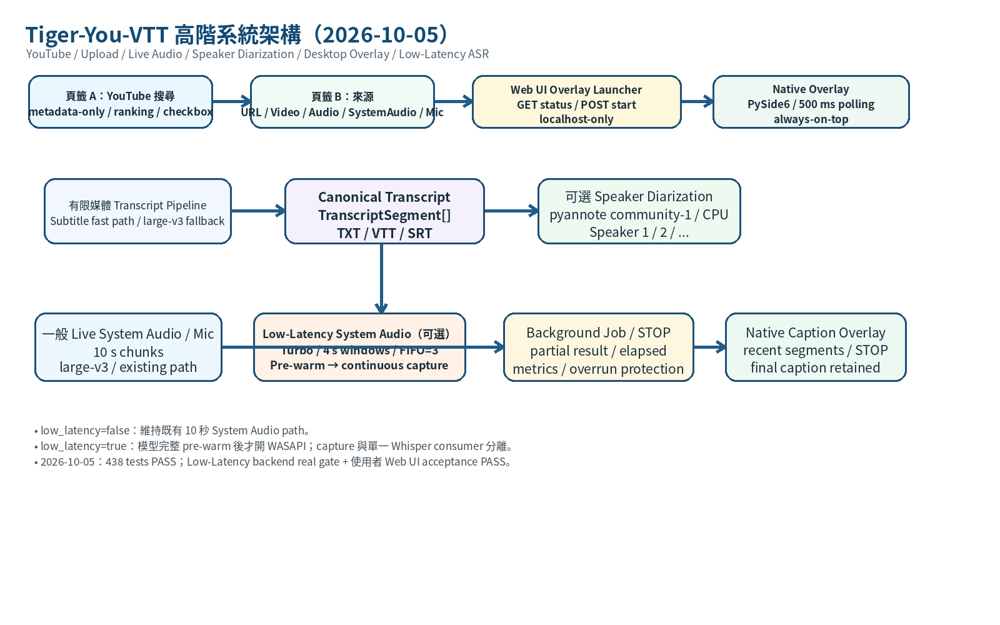 Tiger-You-VTT 高階系統架構（2026-10-05）
YouTube / Upload / Live Audio / Speaker Diarization / Desktop Overlay / Low-Latency ASR
頁籤 A：YouTube 搜尋
metadata-only / ranking / checkbox
頁籤 B：來源
URL / Video / Audio / SystemAudio / Mic
Web UI Overlay Launcher
GET status / POST start
localhost-only
Native Overlay
PySide6 / 500 ms polling
always-on-top
有限媒體 Transcript Pipeline
Subtitle fast path / large-v3 fallback
Canonical Transcript
TranscriptSegment[]
TXT / VTT / SRT
可選 Speaker Diarization
pyannote community-1 / CPU
Speaker 1 / 2 / ...
一般 Live System Audio / Mic
10 s chunks
large-v3 / existing path
Low-Latency System Audio（可選）
Turbo / 4 s windows / FIFO=3
Pre-warm → continuous capture
Background Job / STOP
partial result / elapsed
metrics / overrun protection
Native Caption Overlay
recent segments / STOP
final caption retained
• low_latency=false：維持既有 10 秒 System Audio path。
• low_latency=true：模型完整 pre-warm 後才開 WASAPI；capture 與單一 Whisper consumer 分離。
• 2026-10-05：438 tests PASS；Low-Latency backend real gate + 使用者 Web UI acceptance PASS。